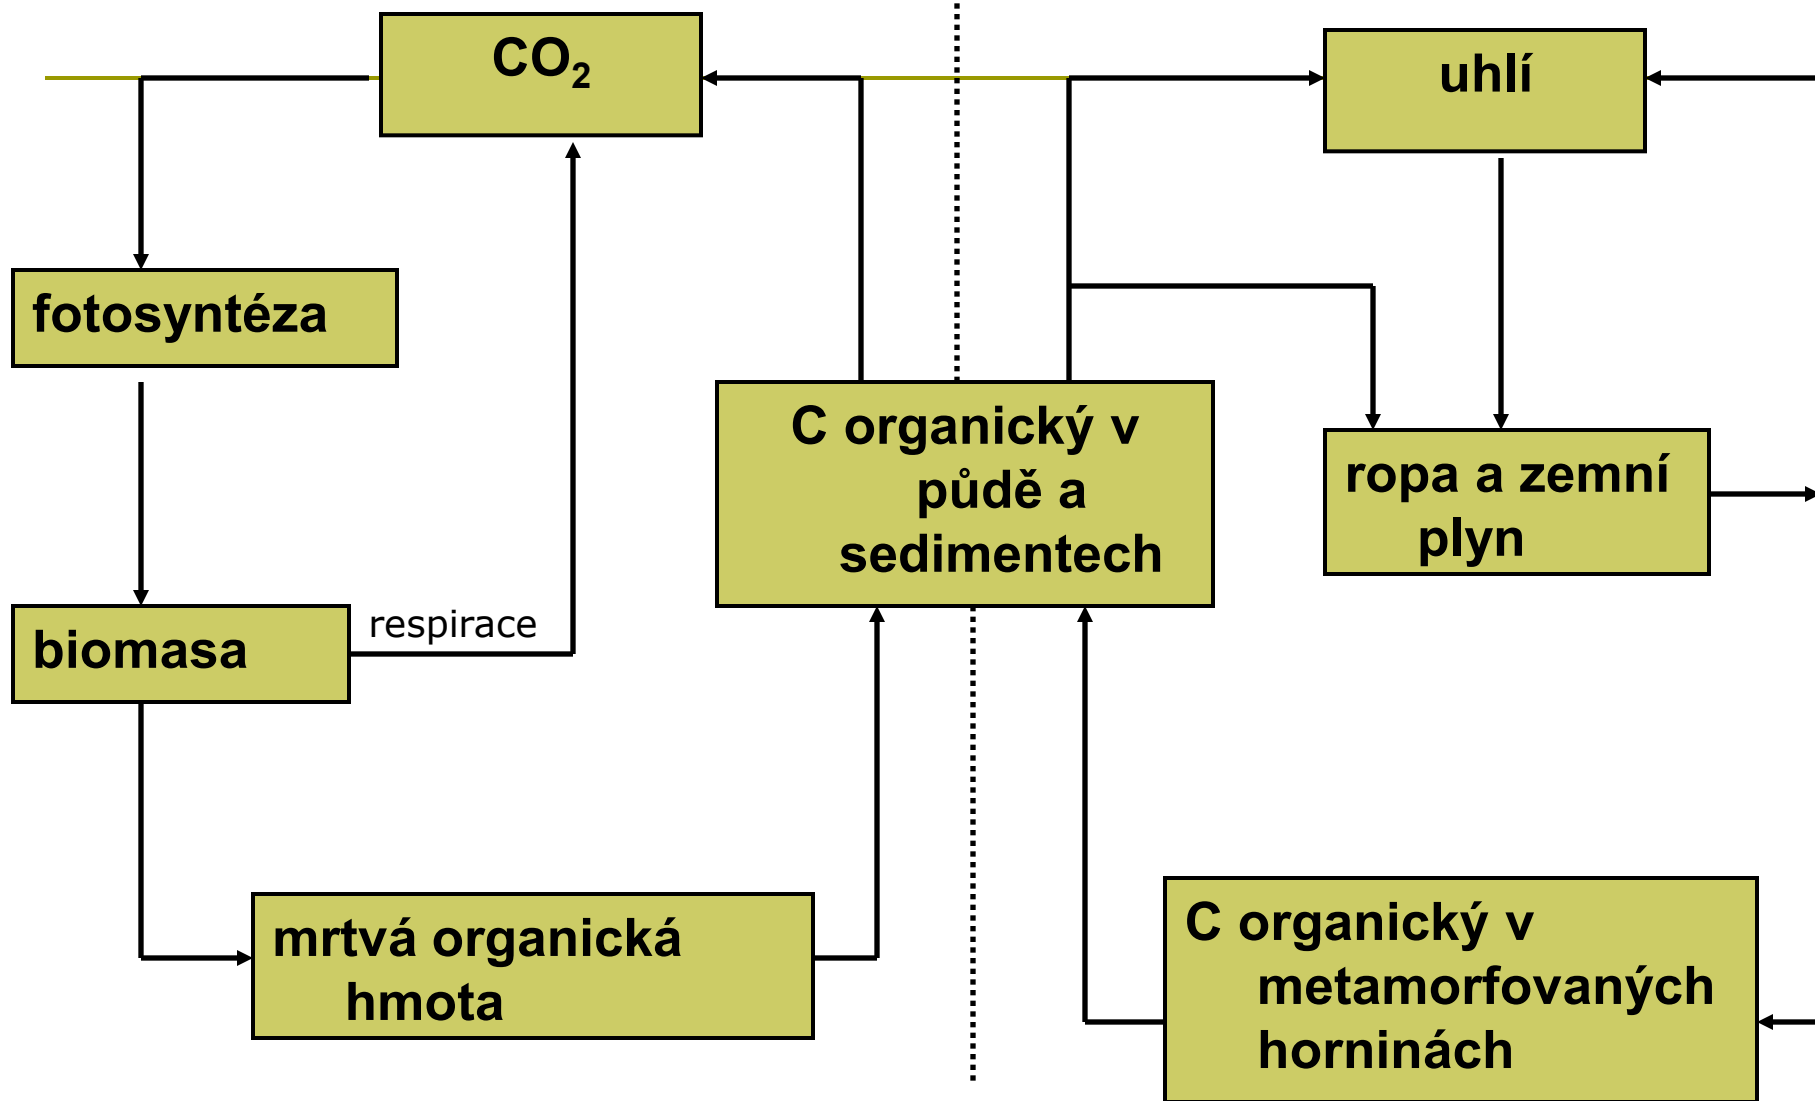 CO₂
uhlí
fotosyntéza
C organický v
půdě a
sedimentech
ropa a zemní
plyn
biomasa
respirace
mrtvá organická
hmota
C organický v
metamorfovaných
horninách